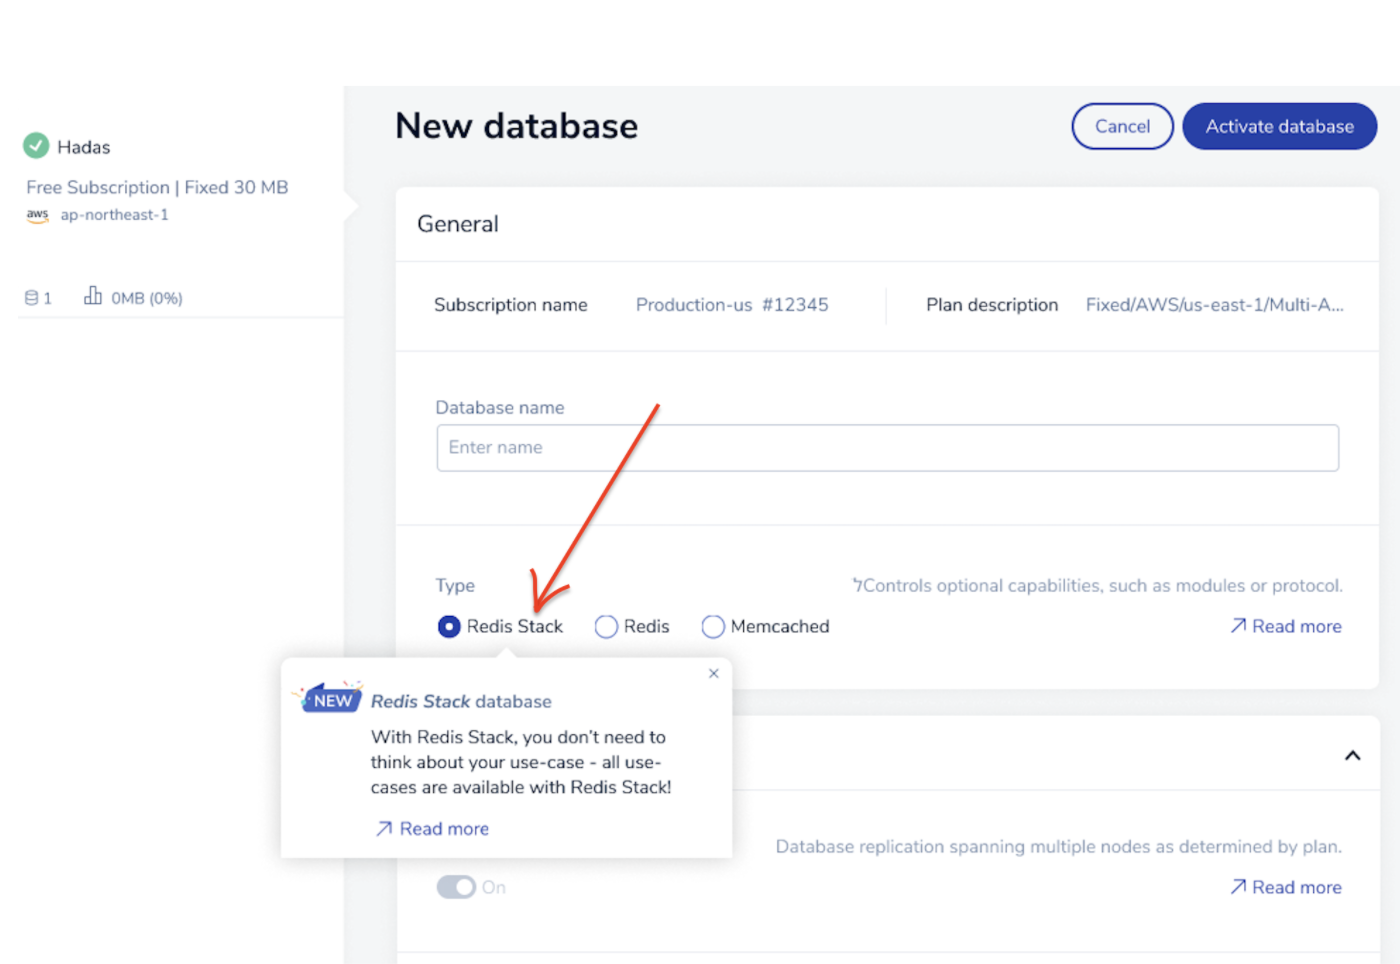 Hadas
Free Subscription | Fixed 30 MB
aws ap-northeast-1
1 0MB (0%)
New database
Cancel
Activate database
General
Subscription name Production-us #12345 Plan description Fixed/AWS/us-east-1/Multi-A...
Database name
Enter name
Type ילControls optional capabilities, such as modules or protocol.
Redis Stack Redis Memcached Read more
NEW Redis Stack database
With Redis Stack, you don't need to
think about your use-case - all use-
cases are available with Redis Stack!
Read more
Database replication spanning multiple nodes as determined by plan.
On Read more